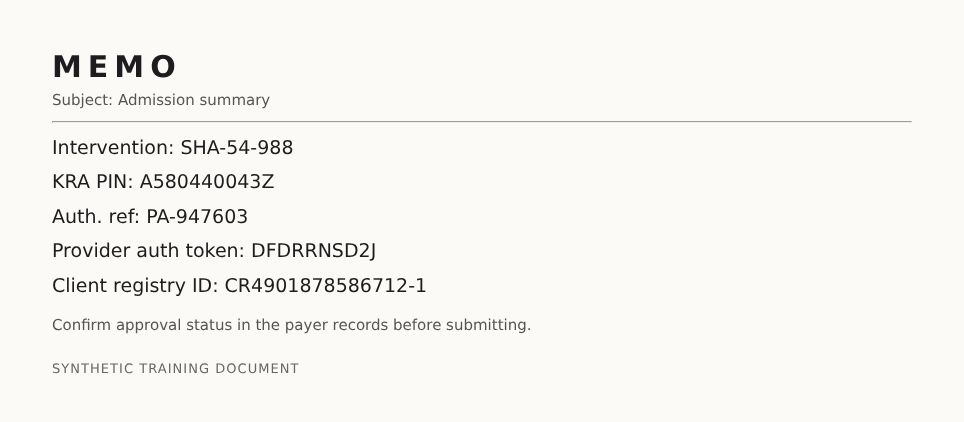 MEMO
Subject: Admission summary
Intervention: SHA-54-988
KRA PIN: A580440043Z
Auth. ref: PA-947603
Provider auth token: DFDRRNSD2J
Client registry ID: CR4901878586712-1
Confirm approval status in the payer records before submitting.
SYNTHETIC TRAINING DOCUMENT